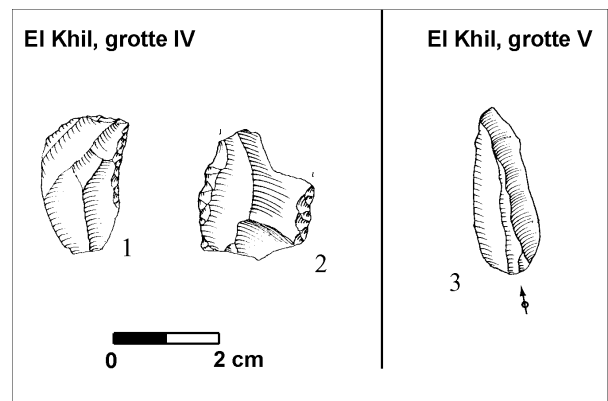 El Khil, grotte IV
El Khil, grotte V
1
2
3
0 2 cm